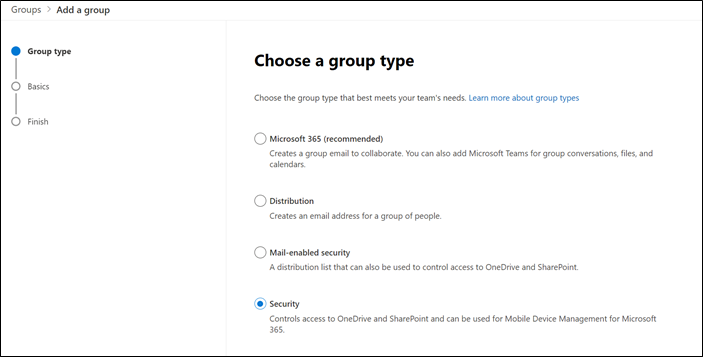 Groups > Add a group
Group type
Basics
Finish
Choose a group type
Choose the group type that best meets your team's needs. Learn more about group types
Microsoft 365 (recommended)
Creates a group email to collaborate. You can also add Microsoft Teams for group conversations, files, and
calendars.
Distribution
Creates an email address for a group of people.
Mail-enabled security
A distribution list that can also be used to control access to OneDrive and SharePoint.
Security
Controls access to OneDrive and SharePoint and can be used for Mobile Device Management for Microsoft
365.